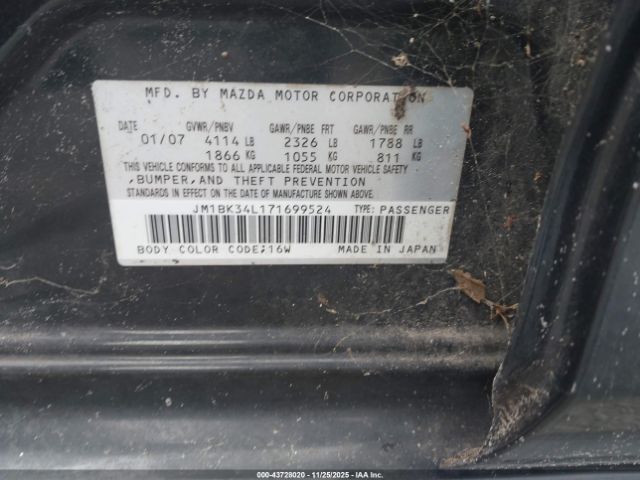 MFD. BY MAZDA MOTOR CORPORATION
DATE GVWR/PNBV GAWR/PNBE FRT GAWR/PNBE RR
01/07 4114 LB 2326 LB 1788 LB
1866 KG 1055 KG 811 KG
THIS VEHICLE CONFORMS TO ALL APPLICABLE FEDERAL MOTOR VEHICLE SAFETY
,BUMPER,AND THEFT PREVENTION
STANDARDS IN EFFECT ON THE DATE OF MANUFACTURE SHOWN ABOVE.
JM1BK34L171699524 TYPE: PASSENGER
BODY COLOR CODE:16W MADE IN JAPAN
000-43728020 - 11/25/2025 - IAAI.COM